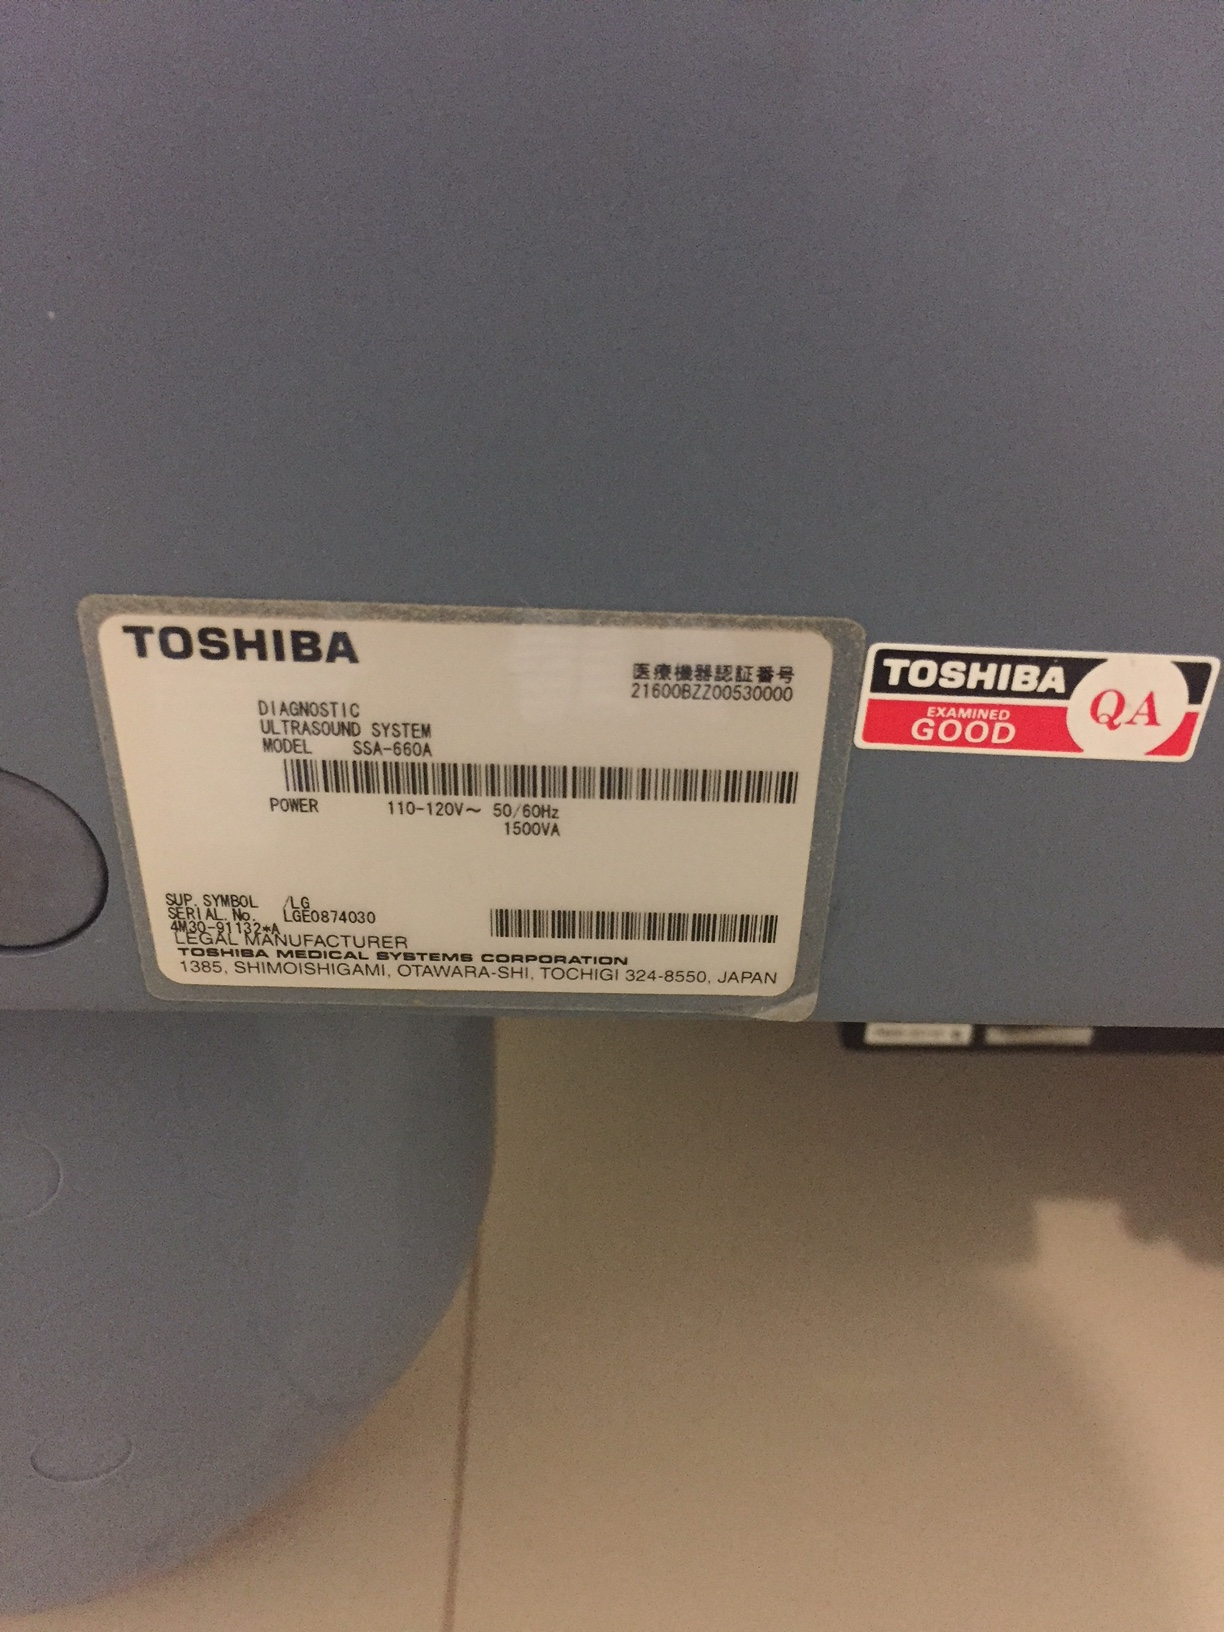 TOSHIBA
医療機器認証番号
21600BZZ00530000
DIAGNOSTIC
ULTRASOUND SYSTEM
MODEL SSA-660A
POWER 110-120V～ 50/60Hz
1500VA
SUP. SYMBOL /LG
SERIAL. No. LGE0874030
4M30-91132*A
LEGAL MANUFACTURER
TOSHIBA MEDICAL SYSTEMS CORPORATION
1385, SHIMOISHIGAMI, OTAWARA-SHI, TOCHIGI 324-8550, JAPAN
TOSHIBA
EXAMINED
GOOD
QA